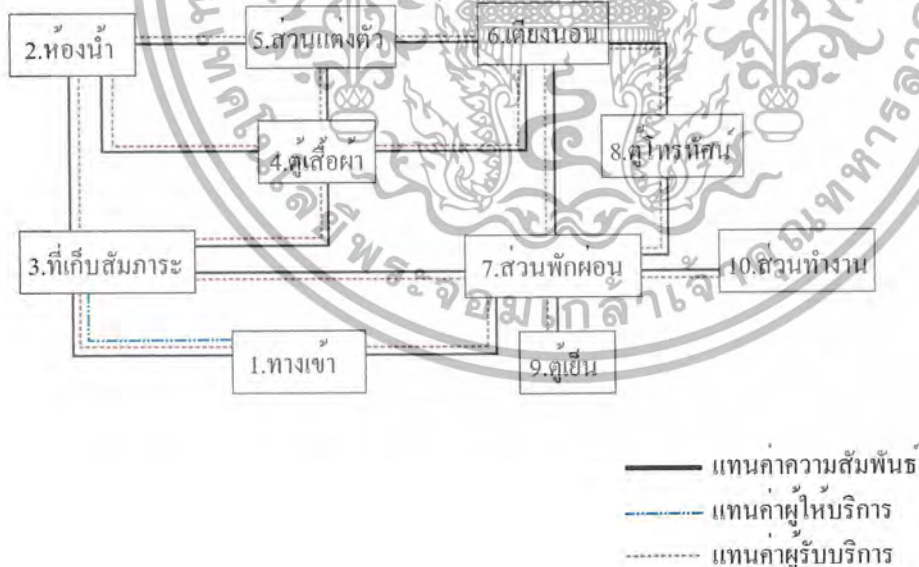 2.ห้องน้ำ
5.ส่วนแต่งตัว
6.เตียงนอน
4.ตู้เสื้อผ้า
8.ตู้โทรทัศน์
3.ที่เก็บสัมภาระ
7.ส่วนพักผ่อน
10.ส่วนทำงาน
1.ทางเข้า
9.ตู้เย็น
แทนค่าความสัมพันธ์
แทนค่าผู้ให้บริการ
แทนค่าผู้รับบริการ